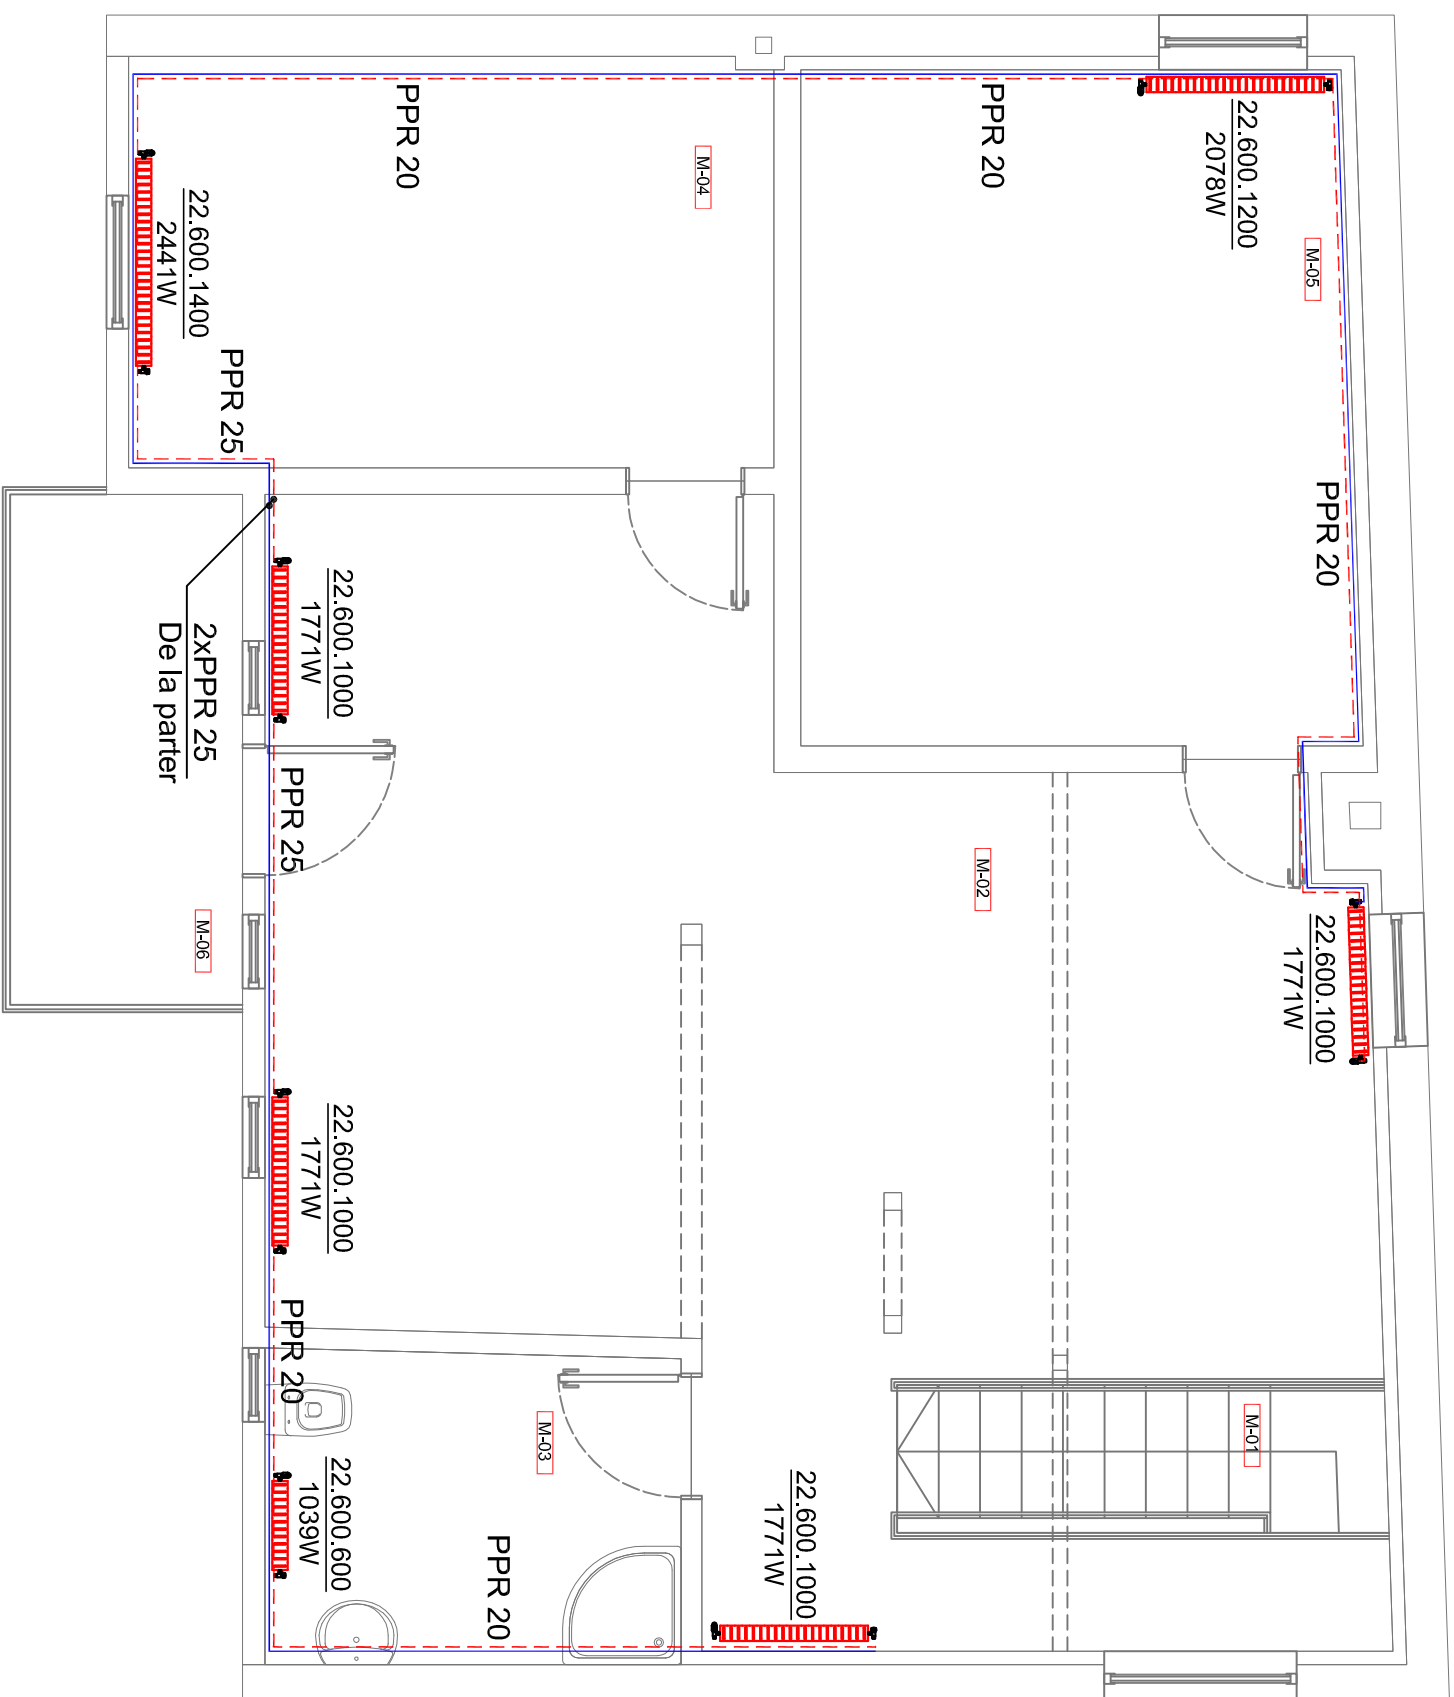 22.600.1200
2078W
M-05
PPR 20
M-04
PPR 20
22.600.1400
2441W
PPR 25
PPR 20
22.600.1000
1771W
2xPPR 25
De la parter
PPR 25
M-02
M-06
22.600.1000
1771W
22.600.1000
1771W
PPR 20
M-03
M-01
22.600.600
1039W
PPR 20
22.600.1000
1771W